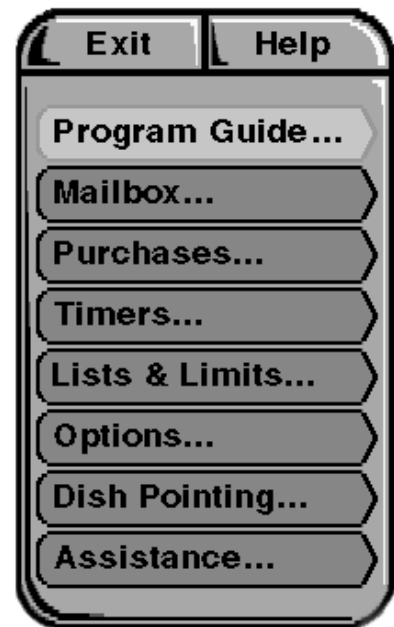 Exit Help
Program Guide...
Mailbox...
Purchases...
Timers...
Lists & Limits...
Options...
Dish Pointing...
Assistance...